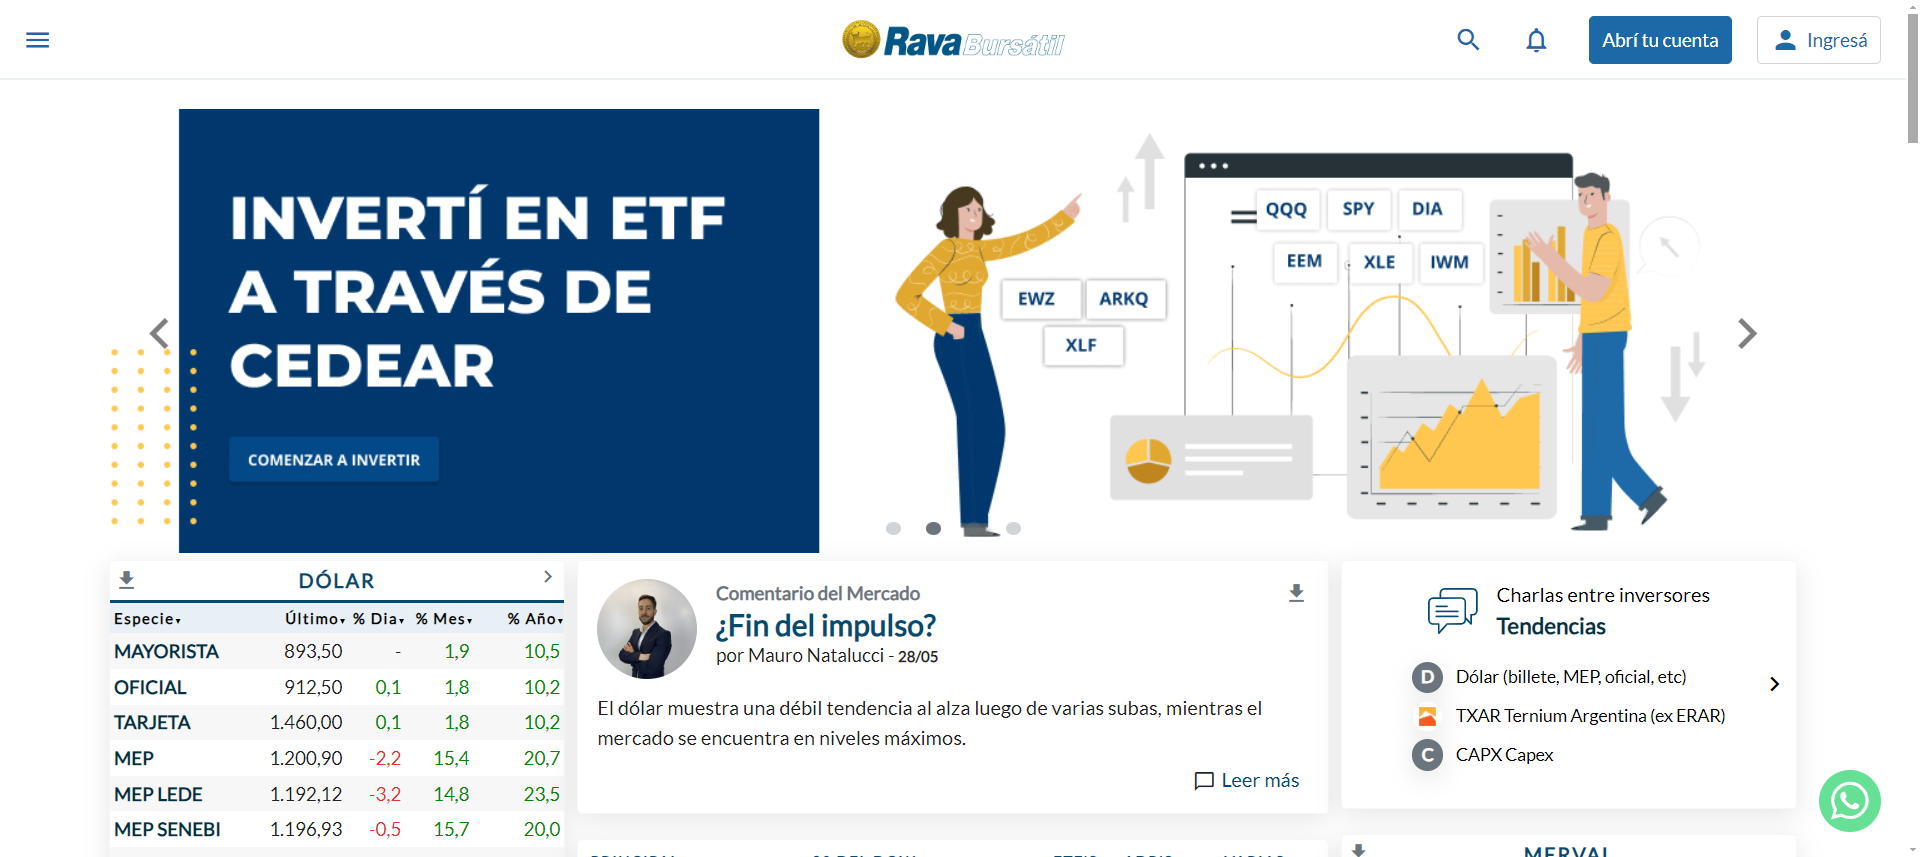 Rava Bursátil
Abrí tu cuenta
Ingresá
INVERTÍ EN ETF
A TRAVÉS DE
CEDEAR
COMENZAR A INVERTIR
QQQ SPY DIA
EEM XLE IWM
EWZ ARKQ
XLF
DÓLAR
Especie Último % Dia % Mes % Año
MAYORISTA 893,50 - 1,9 10,5
OFICIAL 912,50 0,1 1,8 10,2
TARJETA 1.460,00 0,1 1,8 10,2
MEP 1.200,90 -2,2 15,4 20,7
MEP LEDE 1.192,12 -3,2 14,8 23,5
MEP SENEBI 1.196,93 -0,5 15,7 20,0
Comentario del Mercado
¿Fin del impulso?
por Mauro Natalucci - 28/05
El dólar muestra una débil tendencia al alza luego de varias subas, mientras el
mercado se encuentra en niveles máximos.
Leer más
Charlas entre inversores
Tendencias
D Dólar (billete, MEP, oficial, etc)
TXAR Ternium Argentina (ex ERAR)
C CAPX Capex
MERVAL